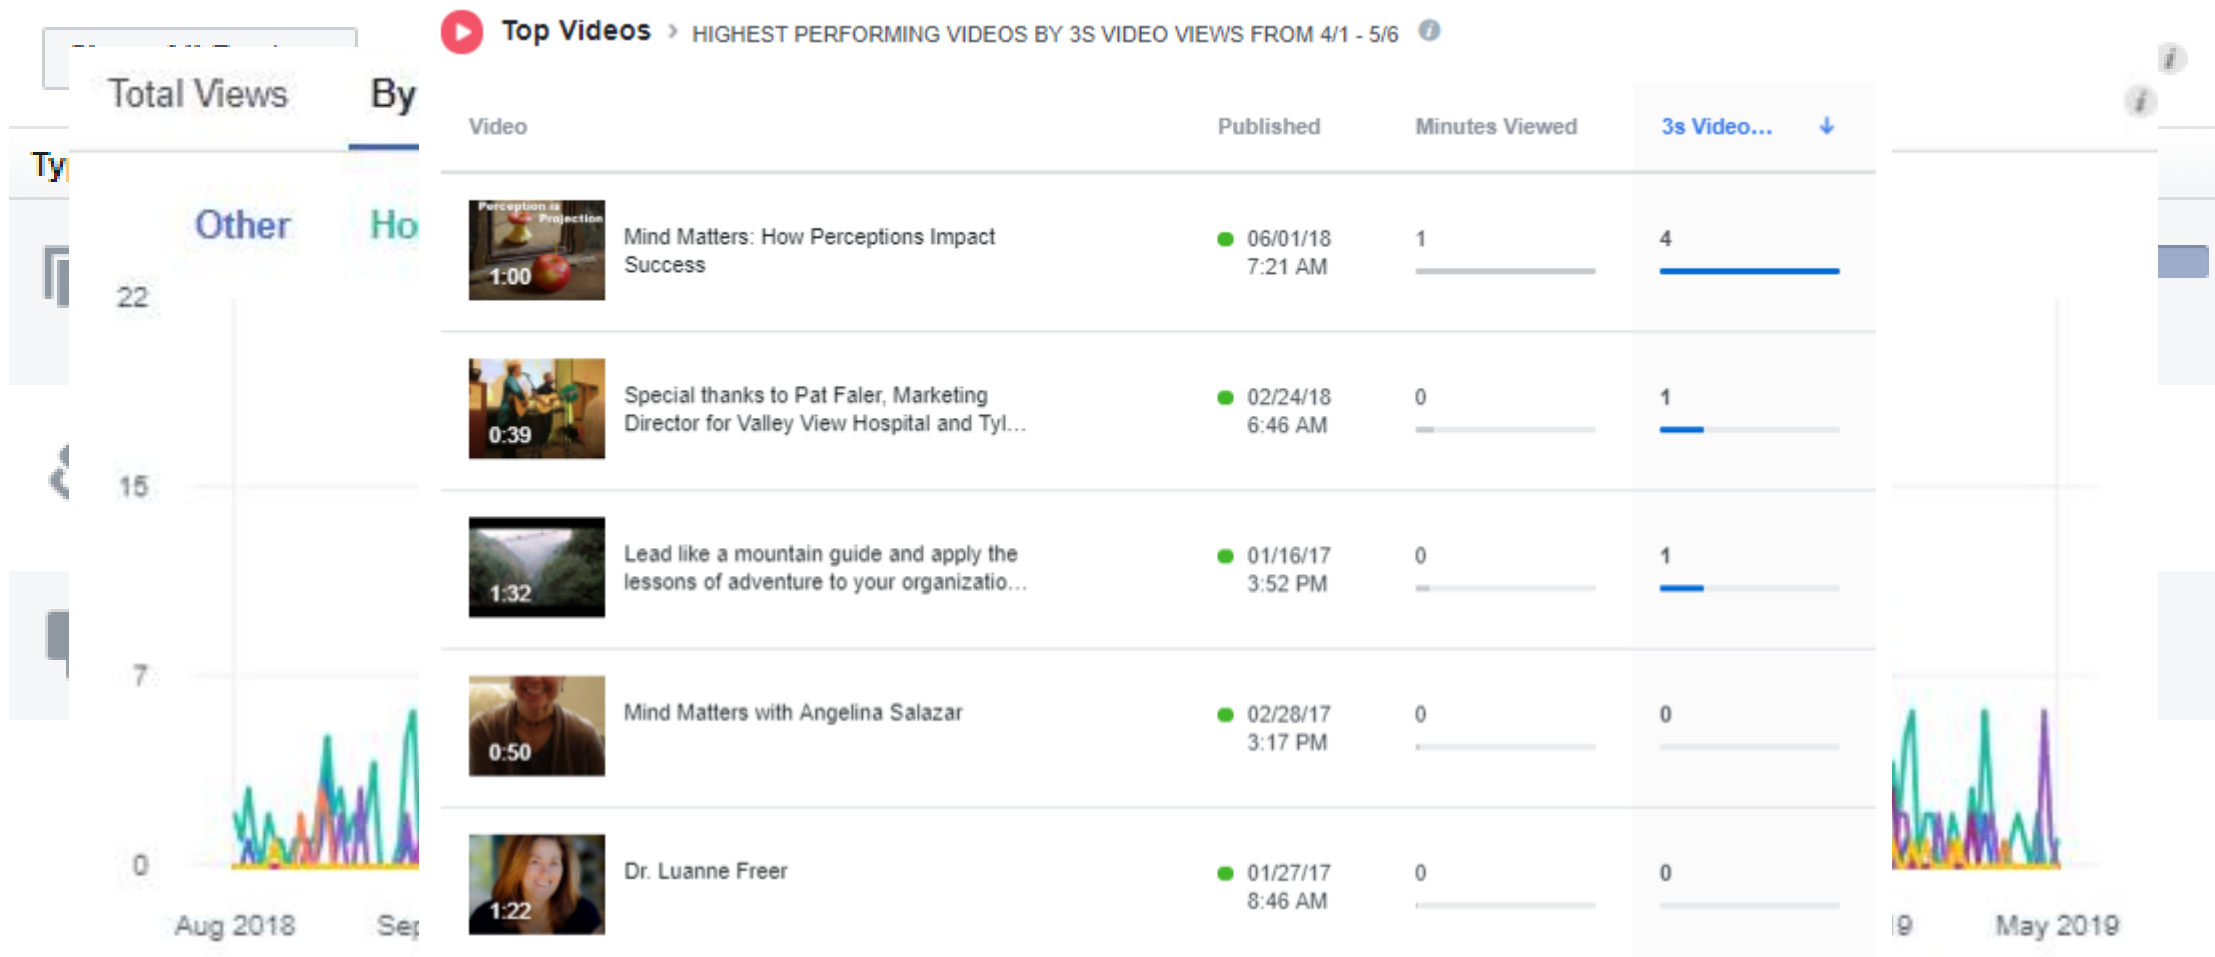 Top Videos > HIGHEST PERFORMING VIDEOS BY 3S VIDEO VIEWS FROM 4/1 - 5/6
Total Views By
Other
22
15
7
0
Aug 2018
May 2019
Video Published Minutes Viewed 3s Video...
Perception is
Projection
1:00
Mind Matters: How Perceptions Impact
Success
06/01/18
7:21 AM
1
4
0:39
Special thanks to Pat Faler, Marketing
Director for Valley View Hospital and Tyl...
02/24/18
6:46 AM
0
1
1:32
Lead like a mountain guide and apply the
lessons of adventure to your organizatio...
01/16/17
3:52 PM
0
1
0:50
Mind Matters with Angelina Salazar
02/28/17
3:17 PM
0
0
1:22
Dr. Luanne Freer
01/27/17
8:46 AM
0
0